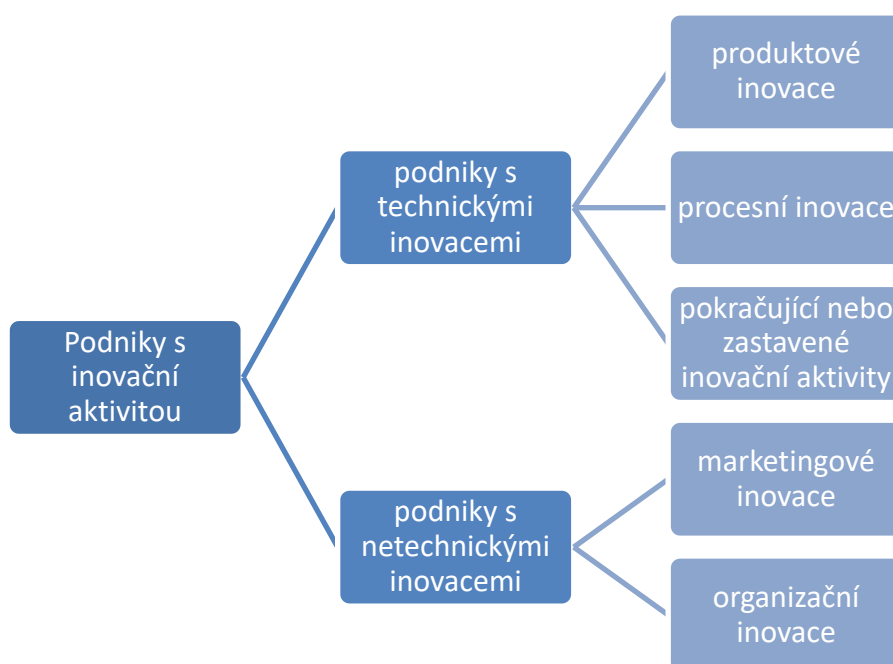 Podniky s
inovační
aktivitou
podniky s
technickými
inovacemi
produktové
inovace
procesní inovace
pokračující nebo
zastavené
inovační aktivity
podniky s
netechnickými
inovacemi
marketingové
inovace
organizační
inovace